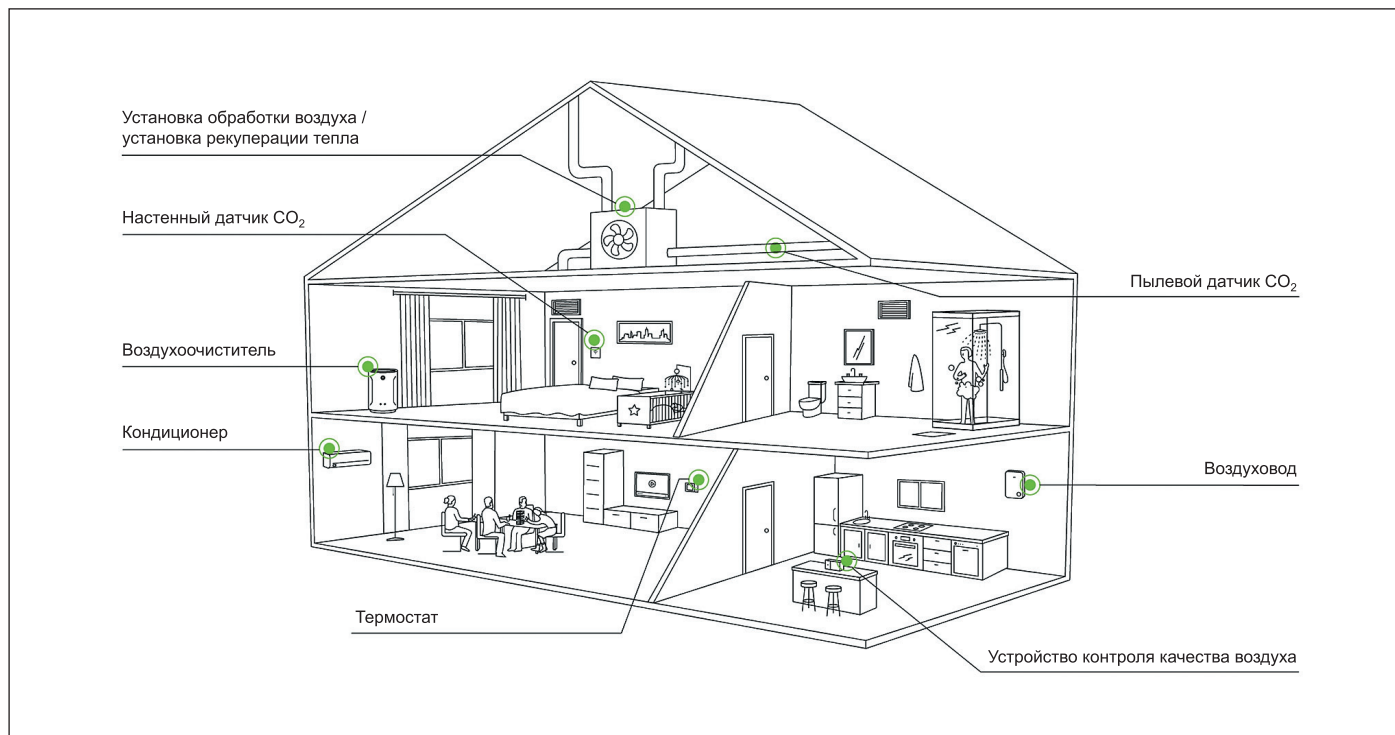 Установка обработки воздуха /
установка рекуперации тепла
Настенный датчик CO₂
Пылевой датчик CO₂
Воздухоочиститель
Кондиционер
Воздуховод
Термостат
Устройство контроля качества воздуха